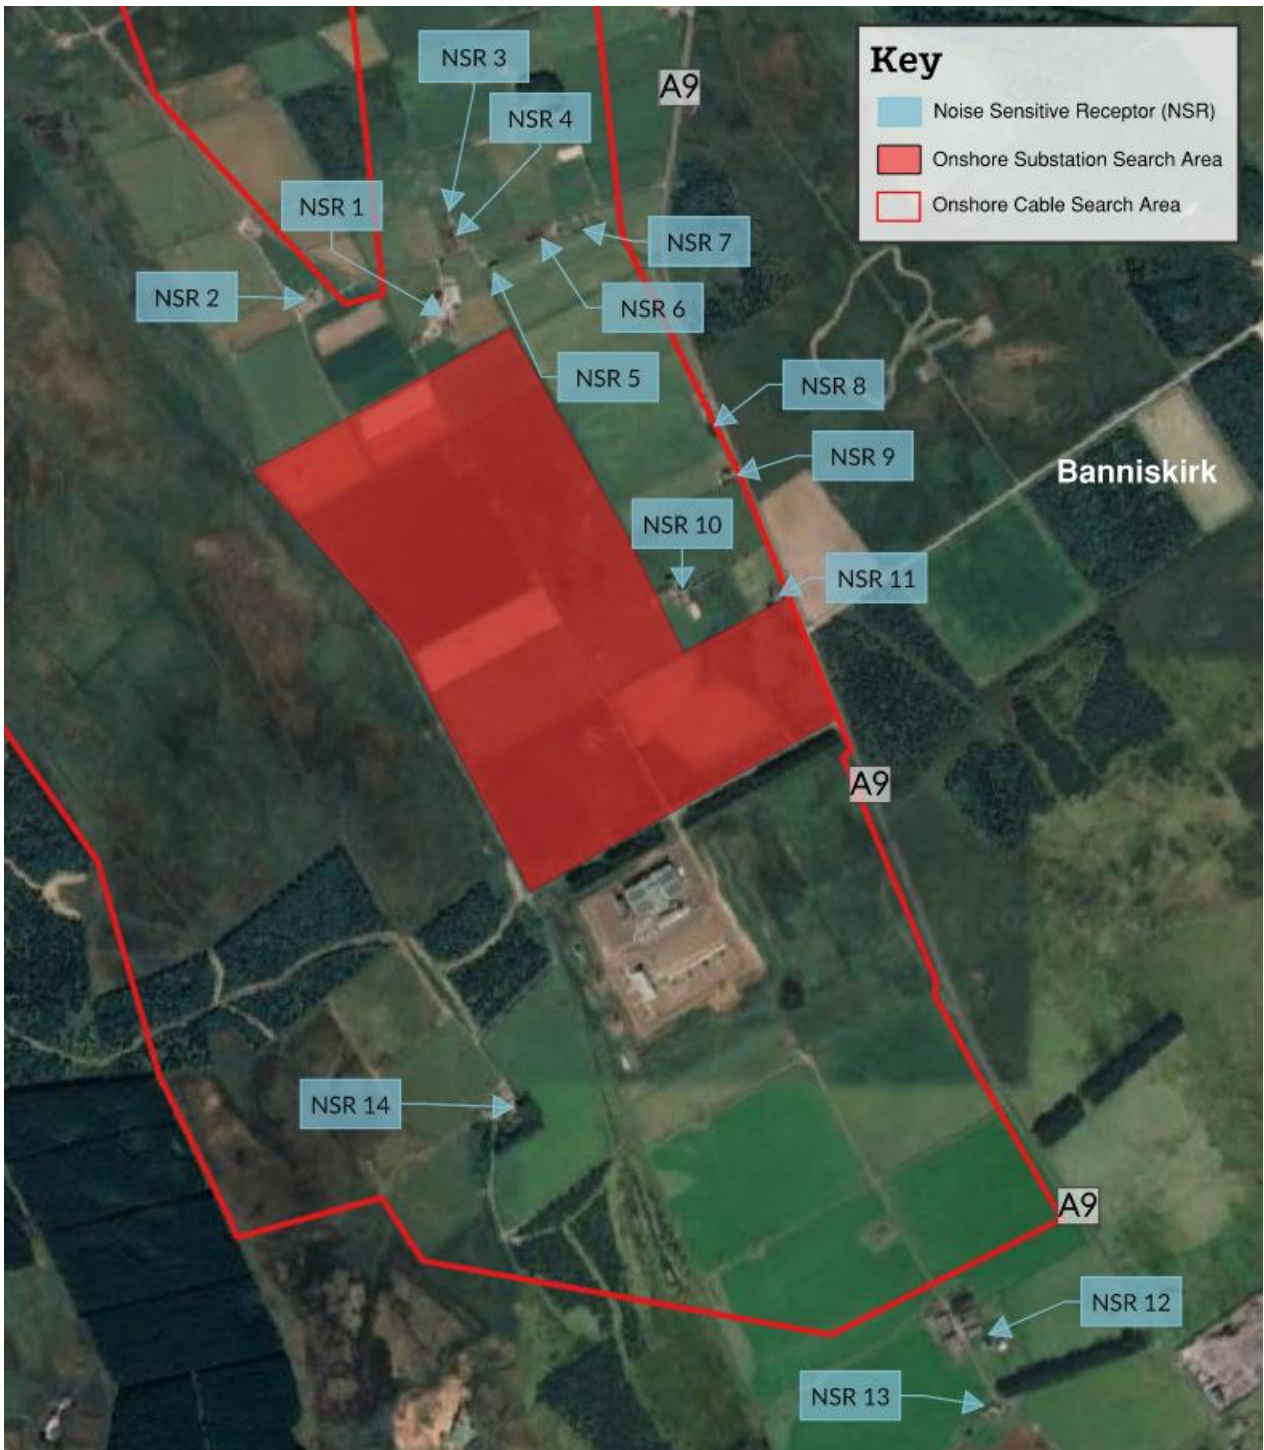 NSR 3
A9
Key
NSR 4
Noise Sensitive Receptor (NSR)
Onshore Substation Search Area
NSR 1
Onshore Cable Search Area
NSR 7
NSR 2
NSR 6
NSR 5
NSR 8
NSR 9
Banniskirk
NSR 10
NSR 11
A9
NSR 14
A9
NSR 12
NSR 13